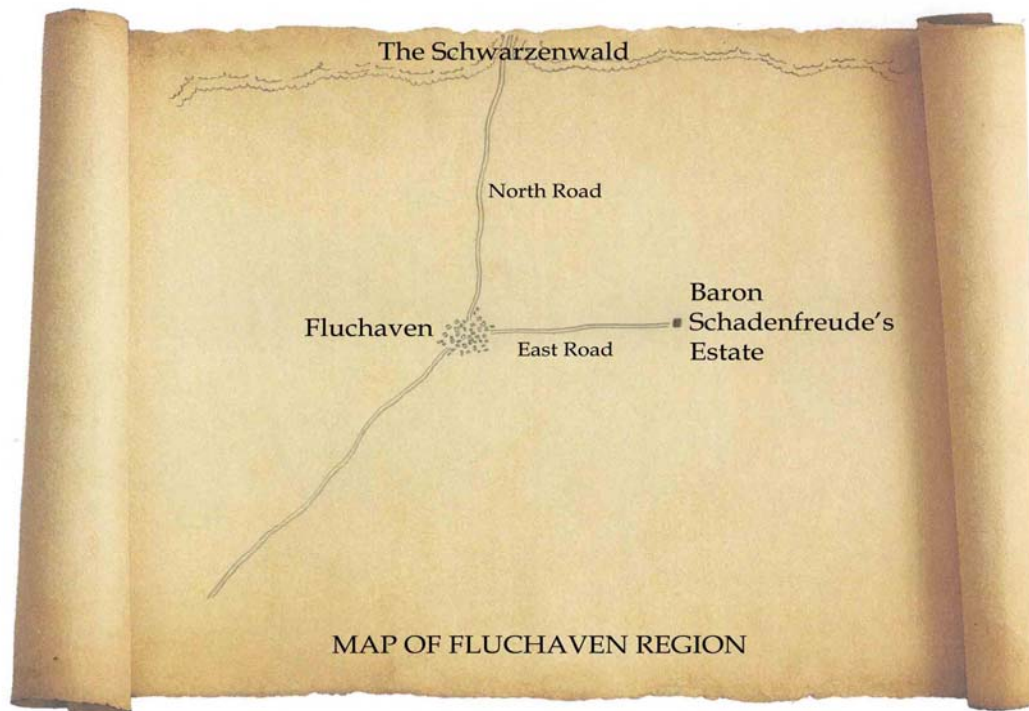 The Schwarzenwald
North Road
Fluchaven
East Road
Baron
Schadenfreude's
Estate
MAP OF FLUCHAVEN REGION